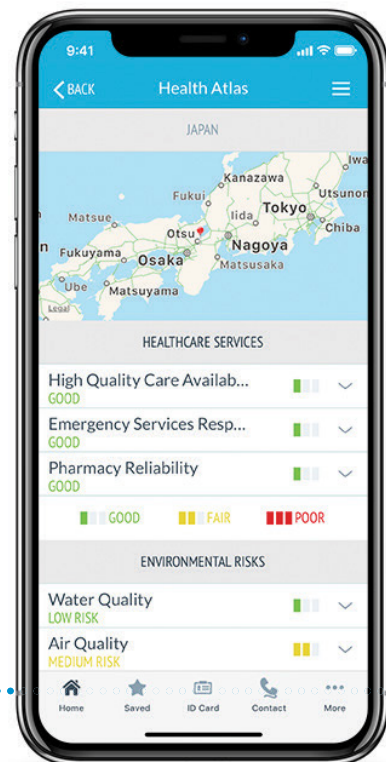 9:41
BACK
Health Atlas
JAPAN
Iwa
Kanazawa
Fukui
Utsunon
Matsue
Iida
Tokyo
Otsu
Chiba
n
Fukuyama
Osaka
Nagoya
Matsusaka
Ube
Matsuyama
Legal
HEALTHCARE SERVICES
High Quality Care Availab...
GOOD
Emergency Services Resp...
GOOD
Pharmacy Reliability
GOOD
GOOD FAIR POOR
ENVIRONMENTAL RISKS
Water Quality
LOW RISK
Air Quality
MEDIUM RISK
Home Saved ID Card Contact More